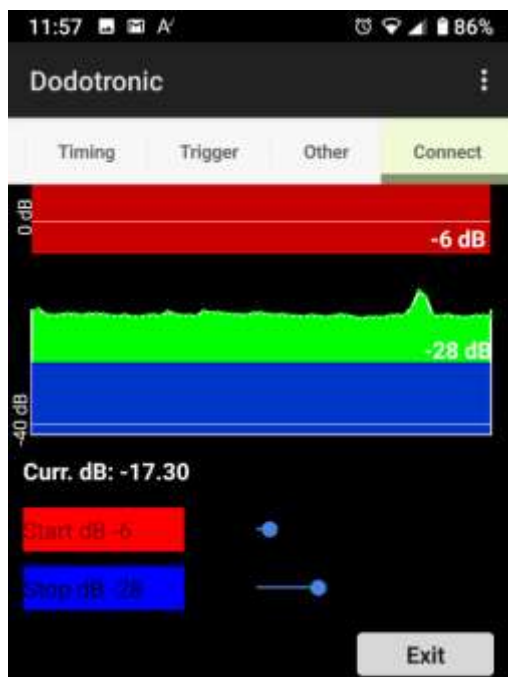 11:57 86%
Dodotronic
Timing Trigger Other Connect
0 dB
-6 dB
-28 dB
-40 dB
Curr. dB: -17.30
Start dB -6
Stop dB -28
Exit